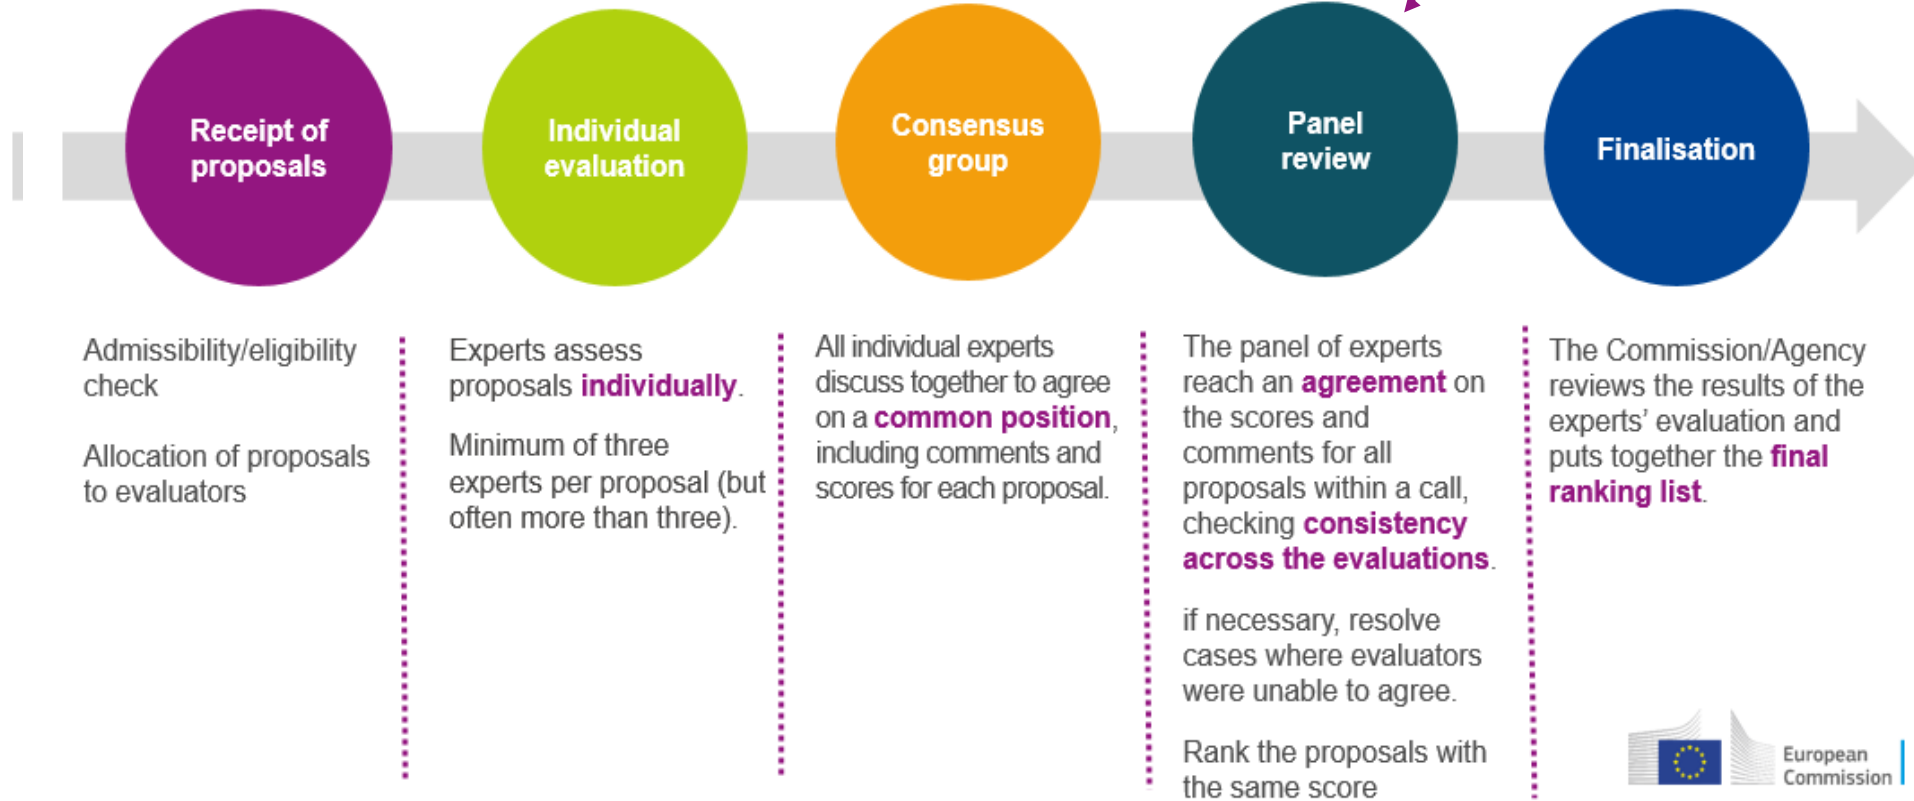 Receipt of
proposals
Individual
evaluation
Consensus
group
Panel
review
Finalisation
Admissibility/eligibility
check
Allocation of proposals
to evaluators
Experts assess
proposals individually.
Minimum of three
experts per proposal (but
often more than three).
All individual experts
discuss together to agree
on a common position,
including comments and
scores for each proposal.
The panel of experts
reach an agreement on
the scores and
comments for all
proposals within a call,
checking consistency
across the evaluations.
if necessary, resolve
cases where evaluators
were unable to agree.
Rank the proposals with
the same score
The Commission/Agency
reviews the results of the
experts’ evaluation and
puts together the final
ranking list.
European
Commission